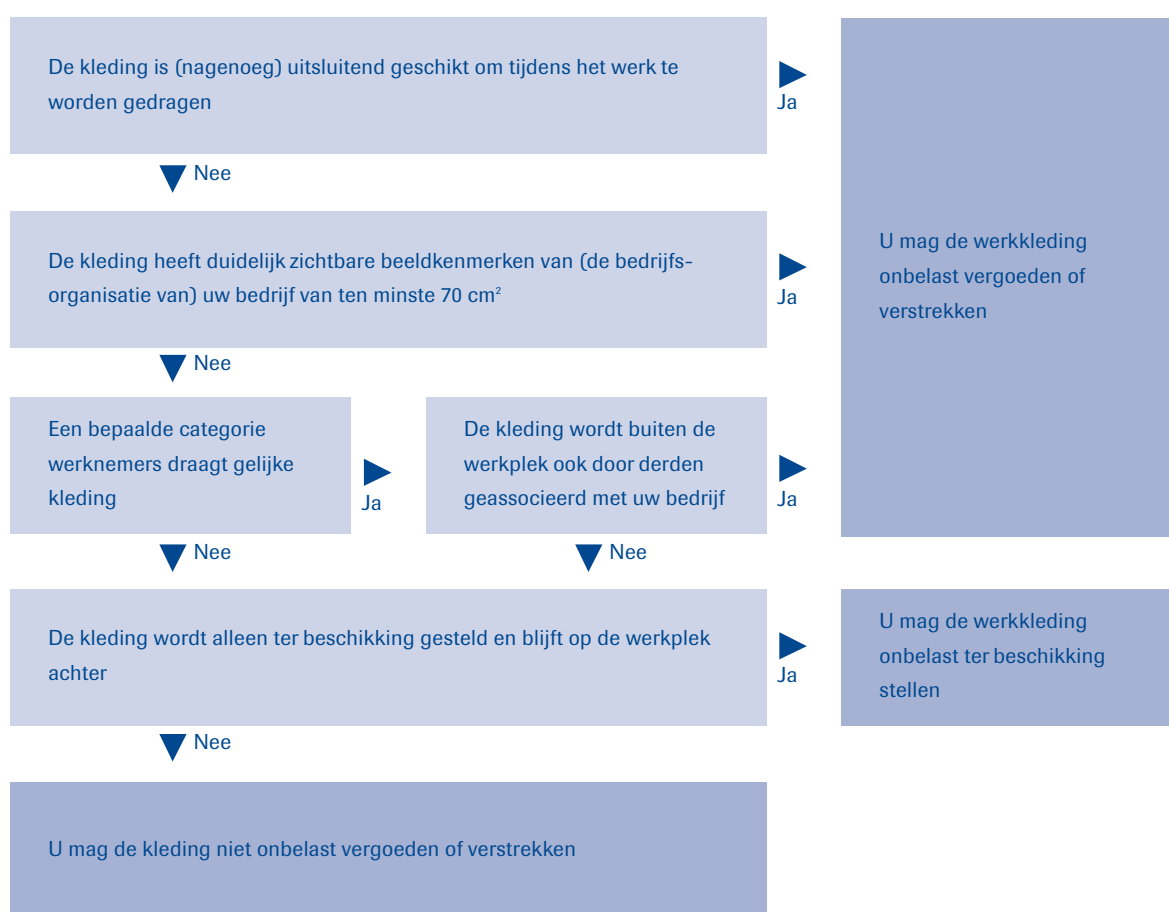 De kleding is (nagenoeg) uitsluitend geschikt om tijdens het werk te
worden gedragen
Ja
Nee
De kleding heeft duidelijk zichtbare beeldkenmerken van (de bedrijfs-
organisatie van) uw bedrijf van ten minste 70 cm²
Ja
U mag de werkkleding
onbelast vergoeden of
verstrekken
Nee
Een bepaalde categorie
werknemers draagt gelijke
kleding
Ja
De kleding wordt buiten de
werkplek ook door derden
geassocieerd met uw bedrijf
Ja
Nee
Nee
De kleding wordt alleen ter beschikking gesteld en blijft op de werkplek
achter
Ja
U mag de werkkleding
onbelast ter beschikking
stellen
Nee
U mag de kleding niet onbelast vergoeden of verstrekken